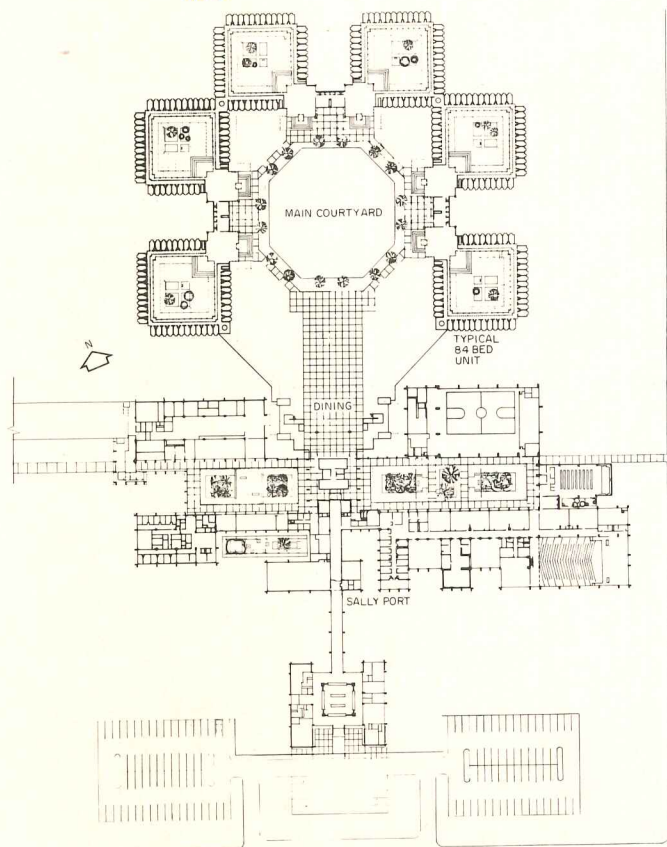 MAIN COURTYARD
TYPICAL
84 BED
UNIT
N
DINING
SALLY PORT